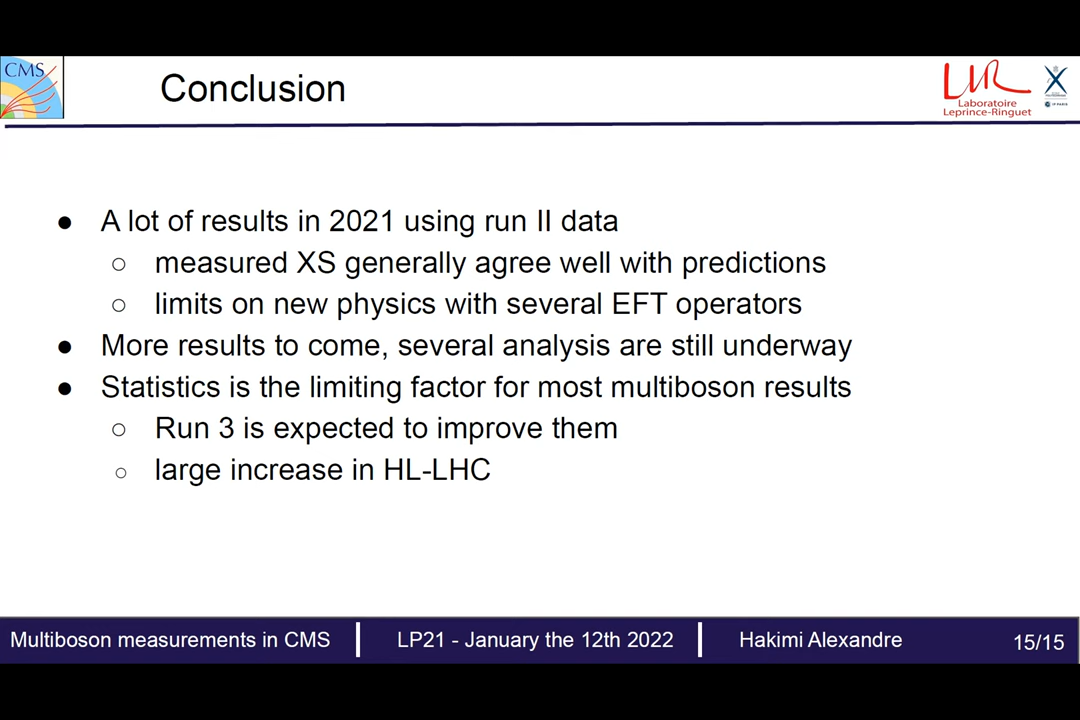 CMS
Conclusion
LLR
Laboratoire
Leprince-Ringuet
IP PARIS
● A lot of results in 2021 using run II data
○ measured XS generally agree well with predictions
○ limits on new physics with several EFT operators
● More results to come, several analysis are still underway
● Statistics is the limiting factor for most multiboson results
○ Run 3 is expected to improve them
○ large increase in HL-LHC
Multiboson measurements in CMS
LP21 - January the 12th 2022
Hakimi Alexandre
15/15